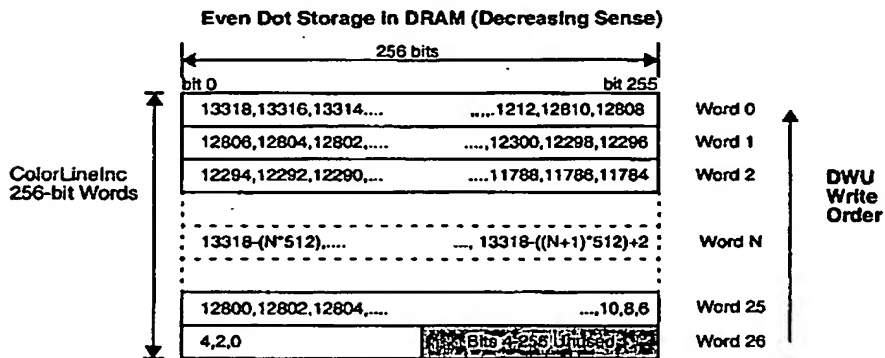 Even Dot Storage in DRAM (Decreasing Sense)
256 bits
bit 0 bit 255
13318,13316,13314.... .....1212,12810,12808 Word 0
12806,12804,12802,.... ....,12300,12298,12296 Word 1
ColorLineInc
256-bit Words
12294,12292,12290,... ....11788,11786,11784 Word 2
DWU
Write
Order
13318-(N*512),.... ..., 13318-((N+1)*512)+2 Word N
12800,12802,12804,.... ...,10,8,6 Word 25
4,2,0 Bits 4-255 Unused Word 26